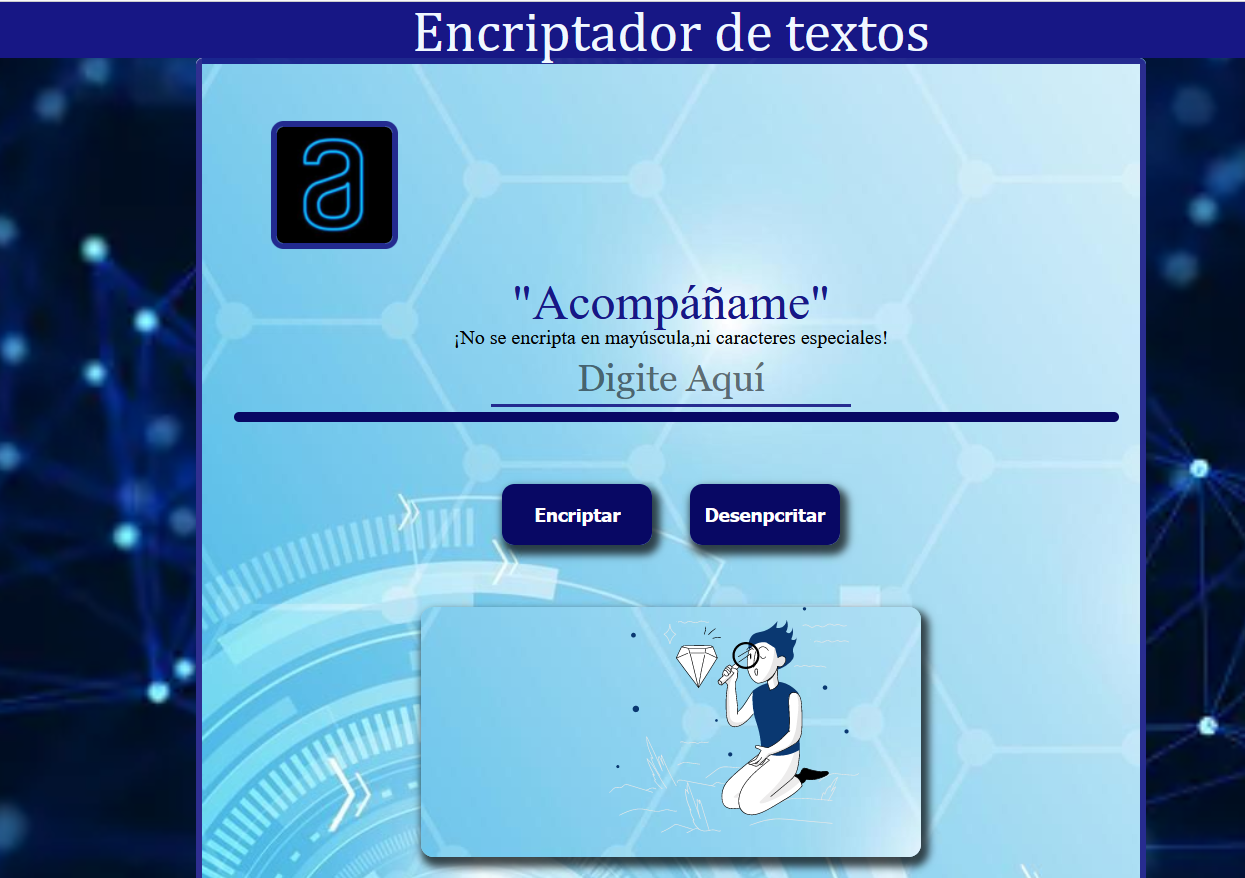 Encriptador de textos
a
"Acompáñame"
¡No se encripta en mayúscula,ni caracteres especiales!
Digite Aquí
Encriptar
Desenpcritar